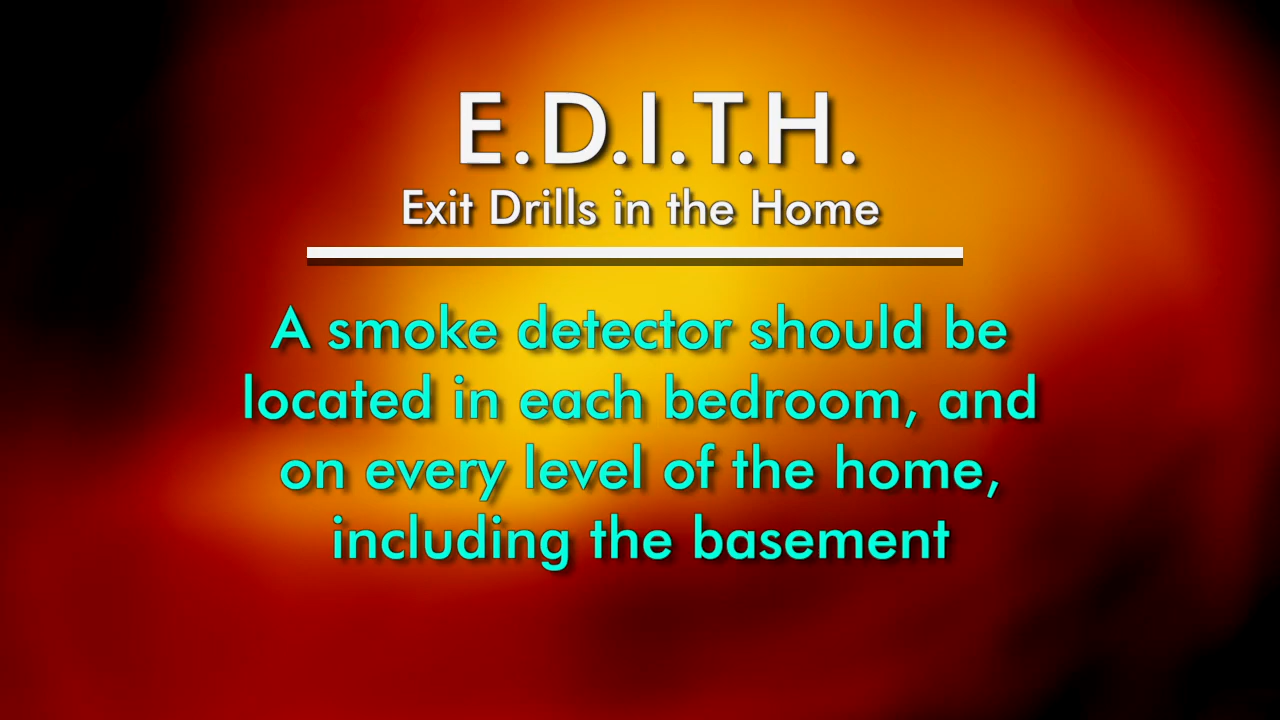 E.D.I.T.H.
Exit Drills in the Home
A smoke detector should be
located in each bedroom, and
on every level of the home,
including the basement